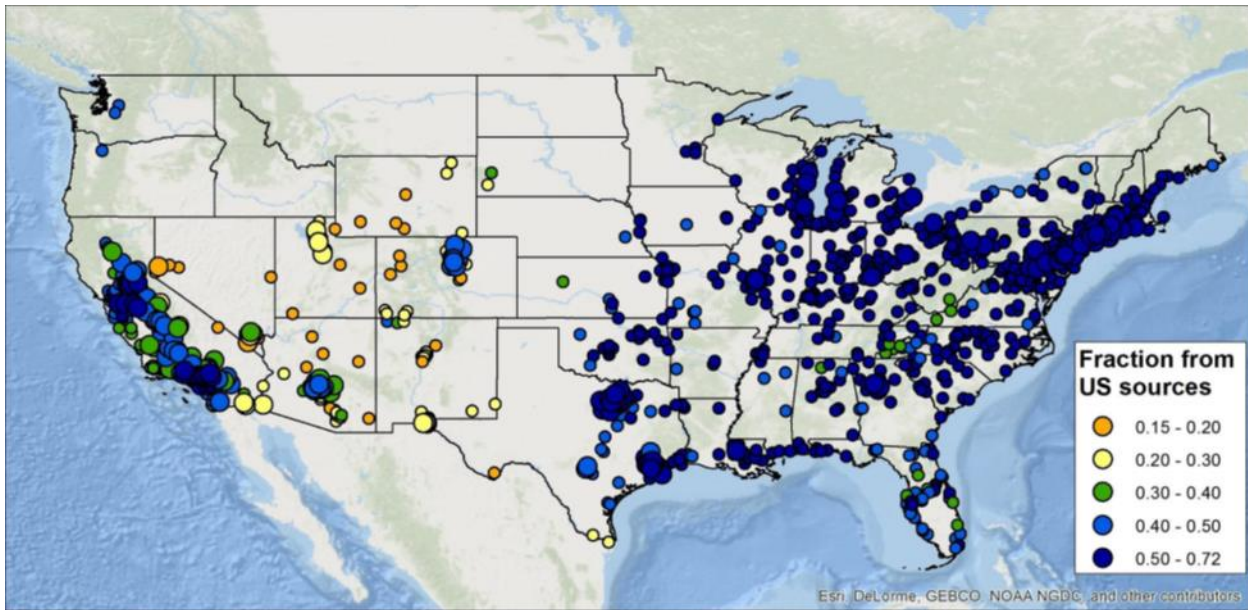 Fraction from
US sources
0.15 - 0.20
0.20 - 0.30
0.30 - 0.40
0.40 - 0.50
0.50 - 0.72
Esri, DeLorme, GEBCO, NOAA NGDC, and other contributors